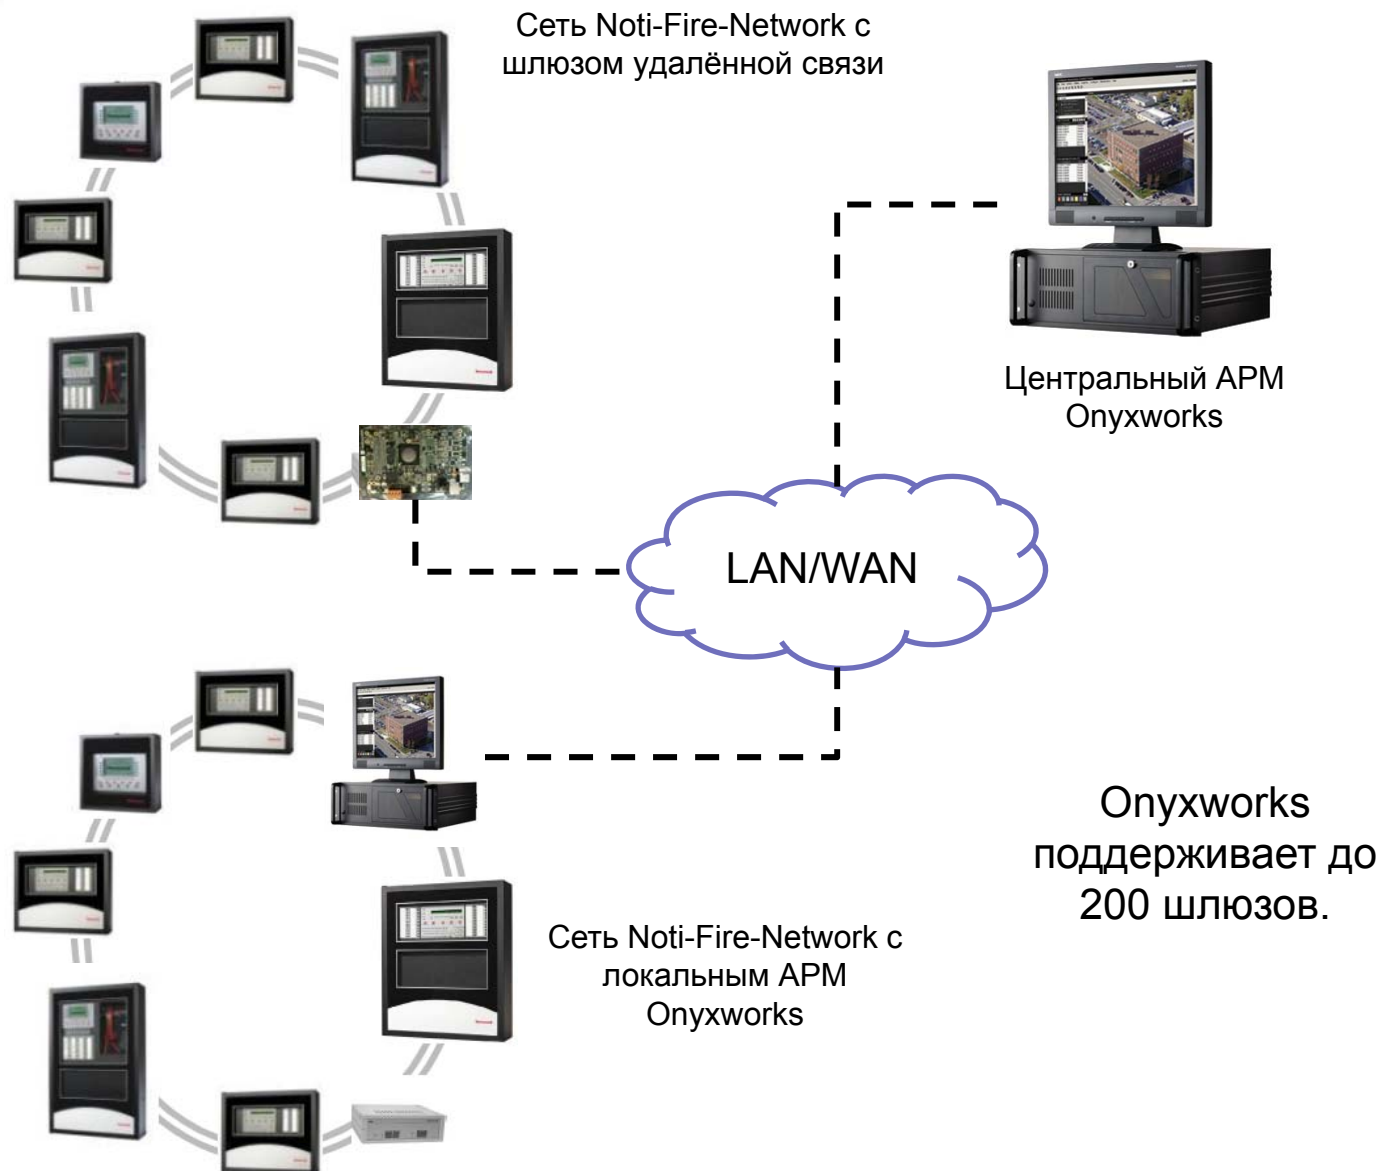 Сеть Noti-Fire-Network с
шлюзом удалённой связи
Центральный АРМ
Onyxworks
LAN/WAN
Onyxworks
поддерживает до
200 шлюзов.
Сеть Noti-Fire-Network с
локальным АРМ
Onyxworks